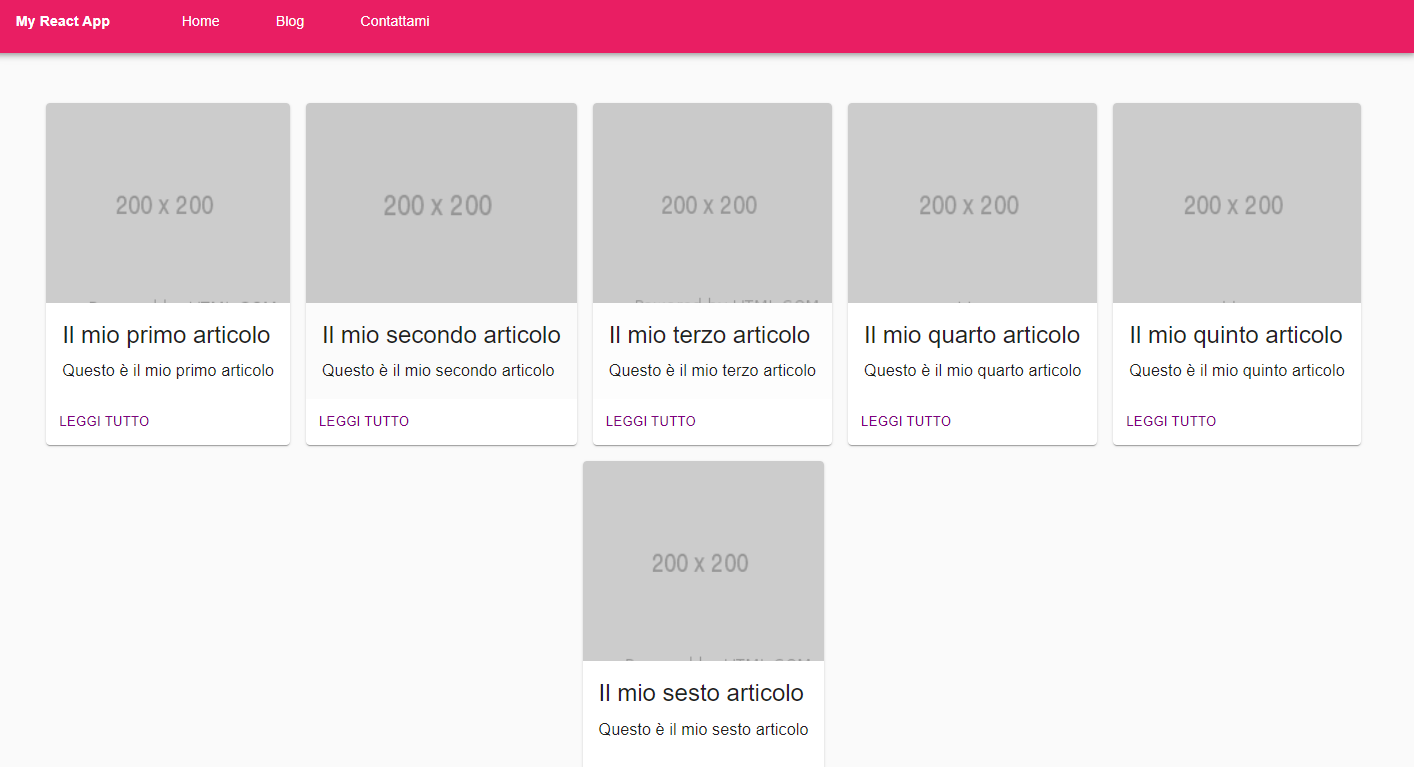 My React App Home Blog Contattami
200 x 200 200 x 200 200 x 200 200 x 200 200 x 200
Il mio primo articolo Il mio secondo articolo Il mio terzo articolo Il mio quarto articolo Il mio quinto articolo
Questo è il mio primo articolo Questo è il mio secondo articolo Questo è il mio terzo articolo Questo è il mio quarto articolo Questo è il mio quinto articolo
LEGGI TUTTO LEGGI TUTTO LEGGI TUTTO LEGGI TUTTO LEGGI TUTTO
200 x 200
Il mio sesto articolo
Questo è il mio sesto articolo